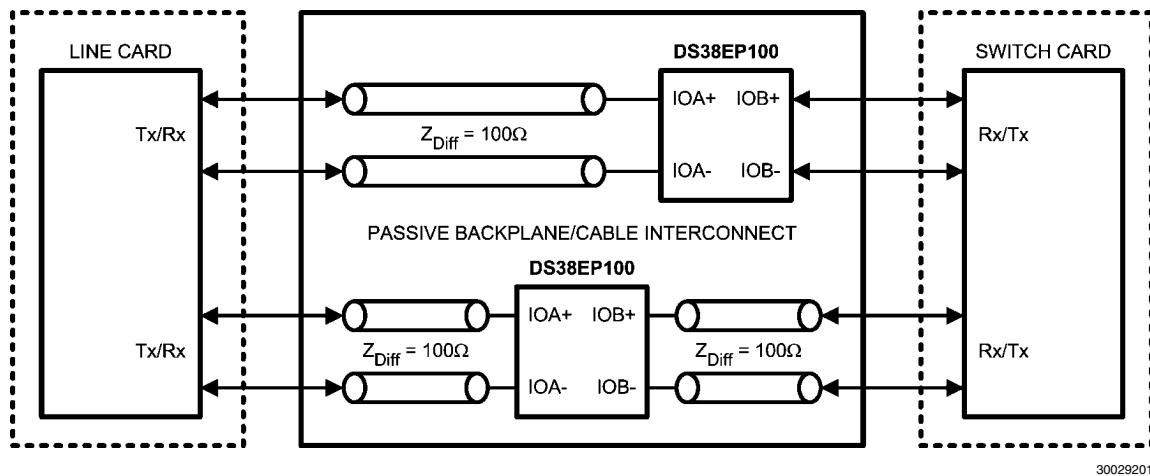 LINE CARD
DS38EP100
SWITCH CARD
IOA+ IOB+
Tx/Rx
Z_Diff = 100Ω
Rx/Tx
IOA- IOB-
PASSIVE BACKPLANE/CABLE INTERCONNECT
DS38EP100
IOA+ IOB+
Tx/Rx
Z_Diff = 100Ω
Z_Diff = 100Ω
Rx/Tx
IOA- IOB-
30029201